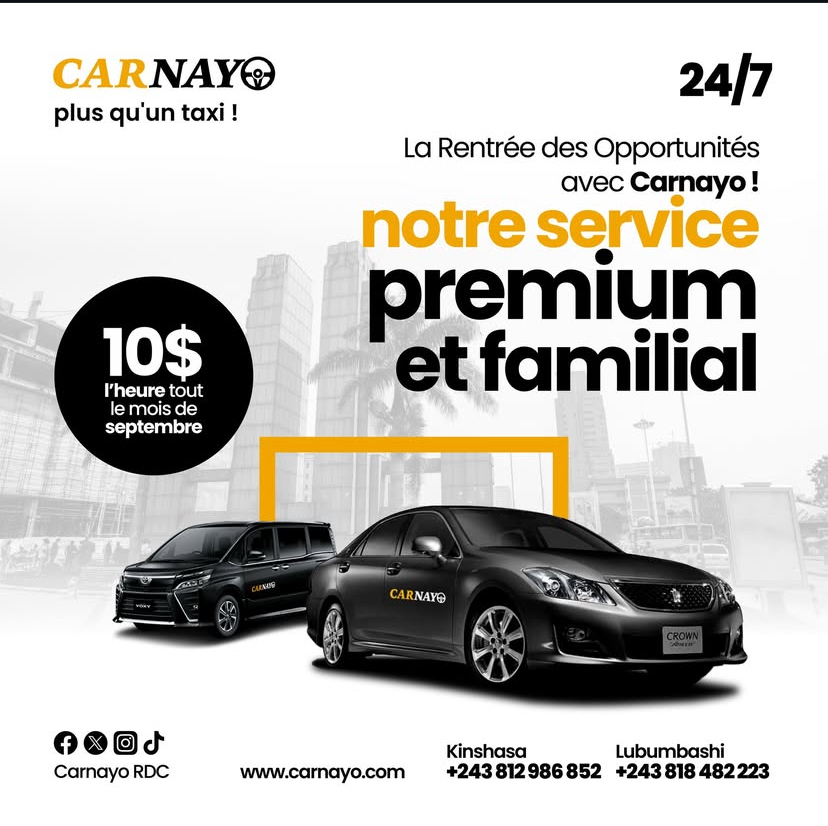 CARNAYO
plus qu'un taxi !
24/7
La Rentrée des Opportunités
avec Carnayo !
notre service
premium
et familial
10$
l'heure tout
le mois de
septembre
CARNAYO
VOXY
CARNAYO
CROWN
Carnayo RDC
www.carnayo.com
Kinshasa
+243 812 986 852
Lubumbashi
+243 818 482 223